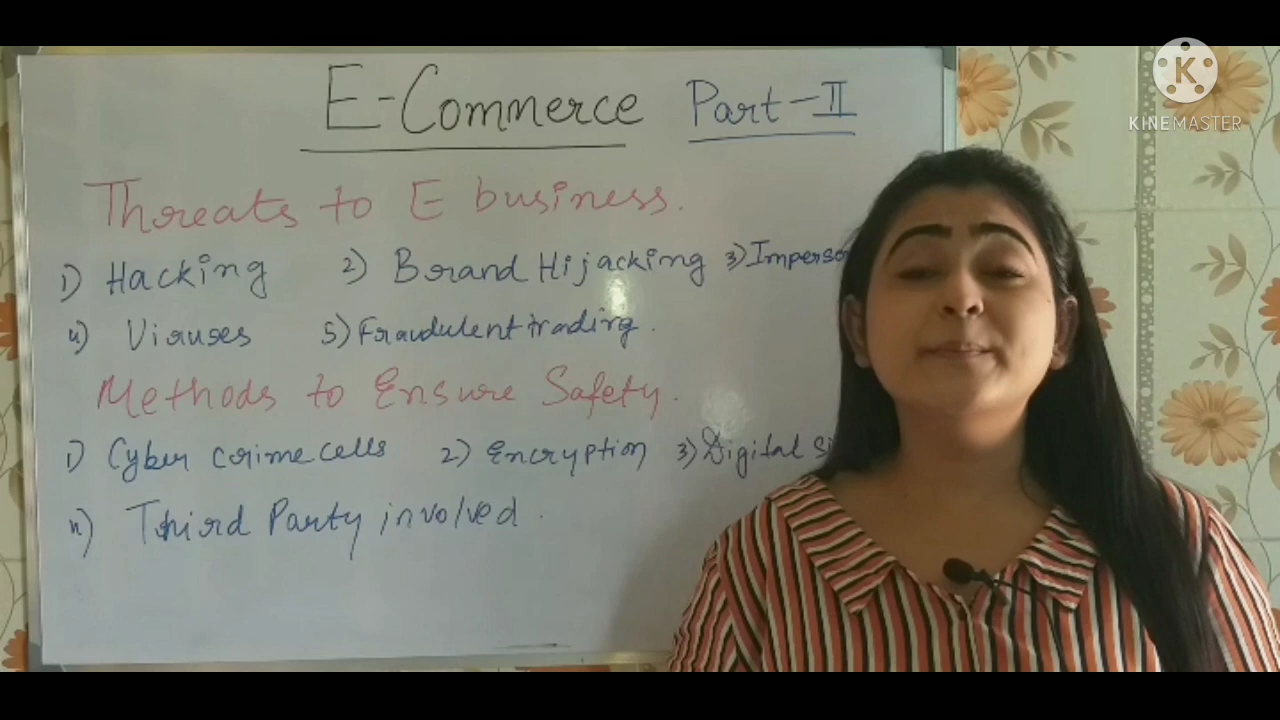 E-Commerce Part-II
Threats to E business.
1) Hacking 2) Brand Hijacking 3) Imperso
4) Viruses 5) Fraudulent trading.
Methods to Ensure Safety.
1) Cyber crime cells 2) Encryption 3) Digital Si
4) Third Party involved.
K
KINEMASTER